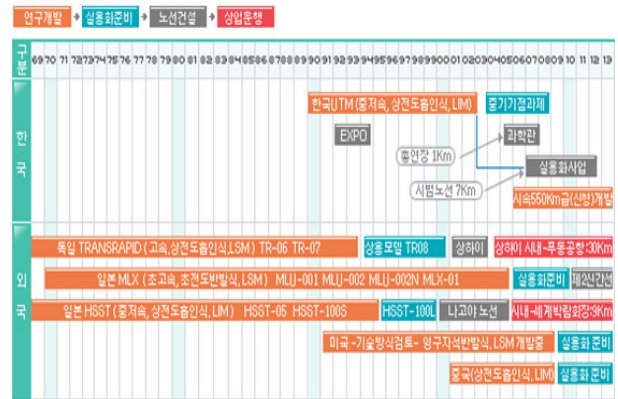 연구개발 실용화준비 노선건설 상업운행
구분 69 70 71 72 73 74 75 76 77 78 79 80 81 82 83 84 85 86 87 88 89 90 91 92 93 94 95 96 97 98 99 00 01 02 03 04 05 06 07 08 09 10 11 12 13
한국
한국UTM (중저속, 상전도흡인식, LIM) 중기기점과제
EXPO 과학관
총연장 1Km
실용화사업
시범노선 7Km
시속550Km급(신형)개발
외국
독일 TRANSRAPID (고속,상전도흡인식,LSM) TR-06 TR-07 상용모델 TR08 상하이 상하이 시내-푸동공항:30Km
일본 MLX (초고속,초전도반발식,LSM) MLU-001 MLU-002 MLU-002N MLX-01 실용화준비 제2신간선
일본 HSST (중저속, 상전도흡인식, LIM) HSST-05 HSST-100S HSST-100L 나고야 노선 시내-세계박람회장:9Km
미국 -기술방식검토- 영구자석반발식, LSM 개발중 실용화 준비
중국(상전도흡인식, LIM) 실용화 준비